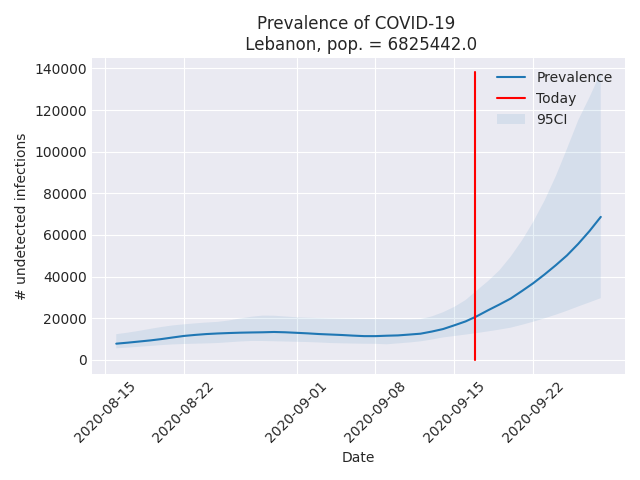 Prevalence of COVID-19
Lebanon, pop. = 6825442.0
140000
120000
100000
80000
60000
40000
20000
0
# undetected infections
Prevalence
Today
95CI
2020-08-15
2020-08-22
2020-09-01
2020-09-08
2020-09-15
2020-09-22
Date